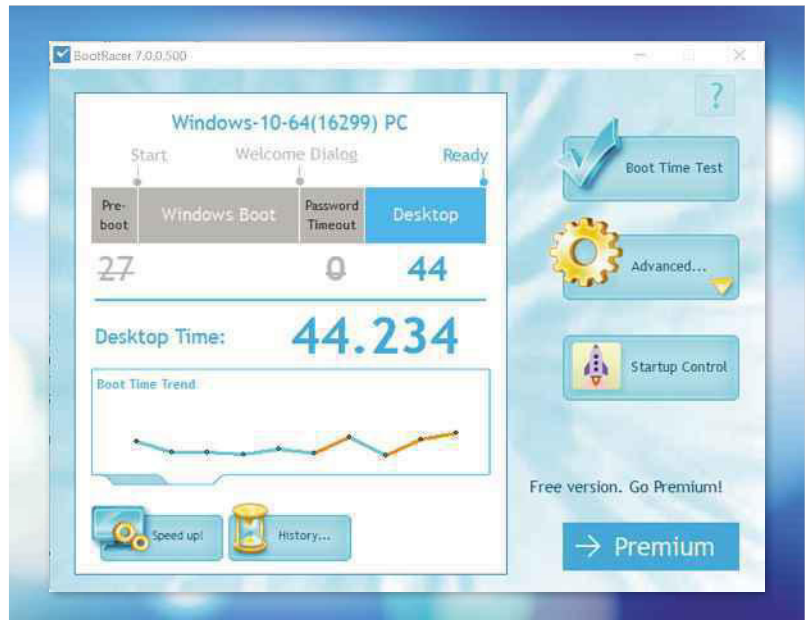 BootRacer 7.0.0.500
?
Windows-10-64(16299) PC
Start Welcome Dialog Ready
Pre-
boot
Windows Boot
Password
Timeout
Desktop
27 0 44
Desktop Time: 44.234
Boot Time Trend
Speed up!
History...
Boot Time Test
Advanced...
Startup Control
Free version. Go Premium!
→ Premium